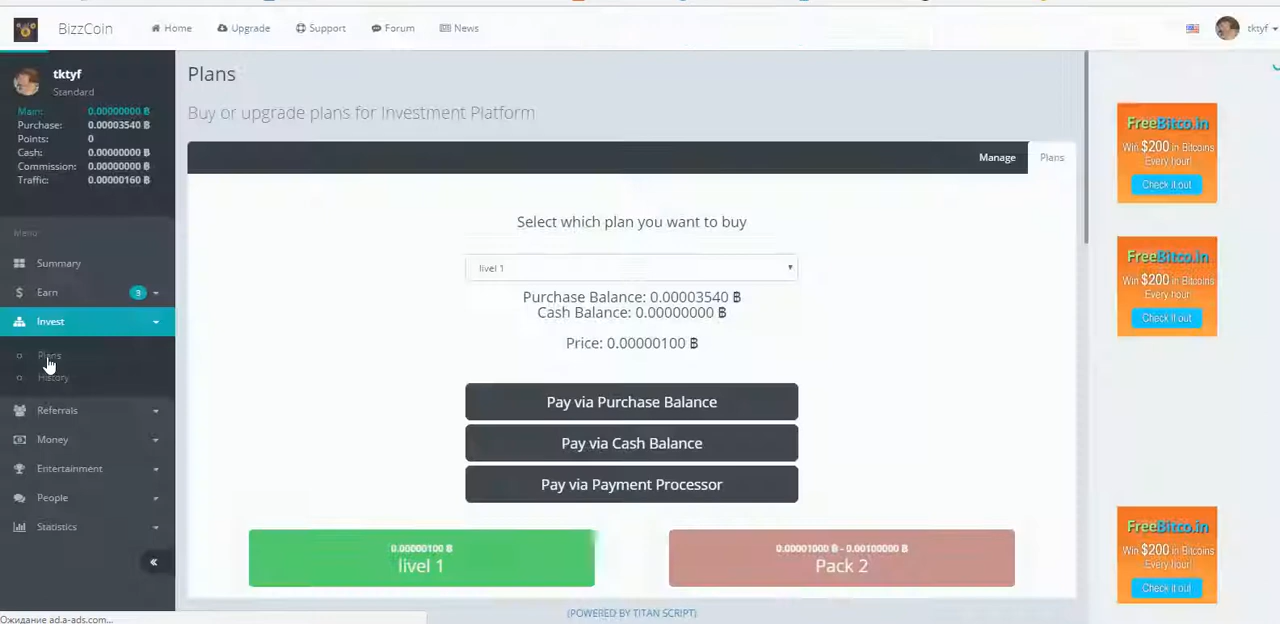 BizzCoin
Home
Upgrade
Support
Forum
News
tktyf
tktyf
Standard
Main: 0.00000000 ฿
Purchase: 0.00003540 ฿
Points: 0
Cash: 0.00000000 ฿
Commission: 0.00000000 ฿
Traffic: 0.00000160 ฿
Menu
Summary
Earn 3
Invest
Plans
History
Referrals
Money
Entertainment
People
Statistics
«
Plans
Buy or upgrade plans for Investment Platform
Manage Plans
Select which plan you want to buy
livel 1
Purchase Balance: 0.00003540 ฿
Cash Balance: 0.00000000 ฿
Price: 0.00000100 ฿
Pay via Purchase Balance
Pay via Cash Balance
Pay via Payment Processor
0.00000100 ฿
livel 1
0.00001000 ฿ - 0.00100000 ฿
Pack 2
(POWERED BY TITAN SCRIPT)
FreeBitco.in
Win $200 in Bitcoins
Every hour!
Check it out
FreeBitco.in
Win $200 in Bitcoins
Every hour!
Check it out
FreeBitco.in
Win $200 in Bitcoins
Every hour!
Check it out!
Ожидание ad.a-ads.com...